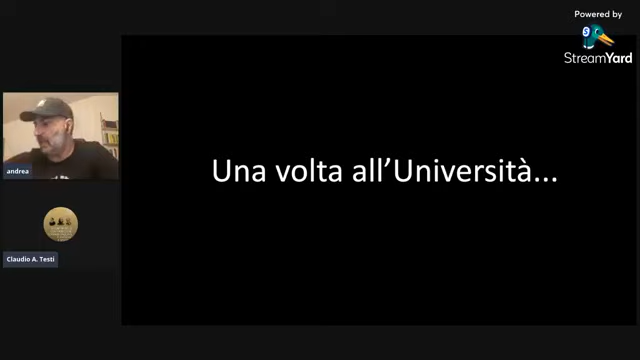 Powered by
StreamYard
Una volta all’Università...
andrea
Claudio A. Testi